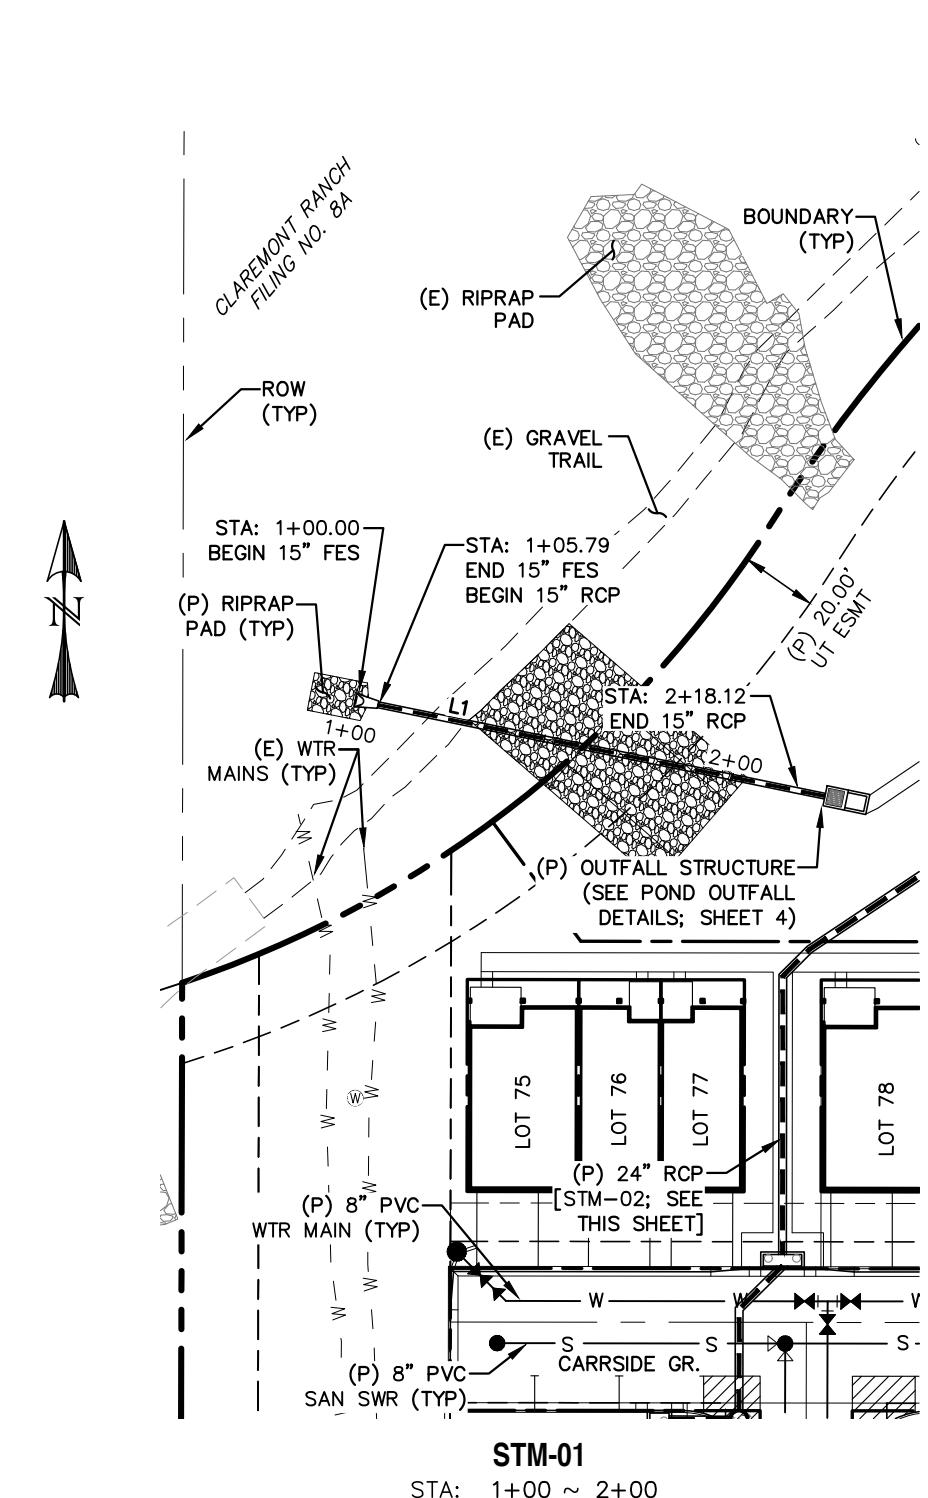 CLAREMONT RANCH
FILING NO. 8A
BOUNDARY
(TYP)
(E) RIPRAP
PAD
ROW
(TYP)
(E) GRAVEL
TRAIL
STA: 1+00.00
BEGIN 15" FES
STA: 1+05.79
END 15" FES
BEGIN 15" RCP
N
(P) 20.00'
UT ESMT
(P) RIPRAP
PAD (TYP)
L1
STA: 2+18.12
END 15" RCP
1+00
2+00
(E) WTR
MAINS (TYP)
W
(P) OUTFALL STRUCTURE
(SEE POND OUTFALL
DETAILS; SHEET 4)
W
W
W
W
W
W
W
W
LOT 75
LOT 76
LOT 77
LOT 78
W
W
(P) 24" RCP
[STM-02; SEE
THIS SHEET]
(P) 8" PVC
WTR MAIN (TYP)
W
W
W
W
W
S
S
S
CARRSIDE GR.
(P) 8" PVC
SAN SWR (TYP)
W
W
STM-01
STA: 1+00 ~ 2+00